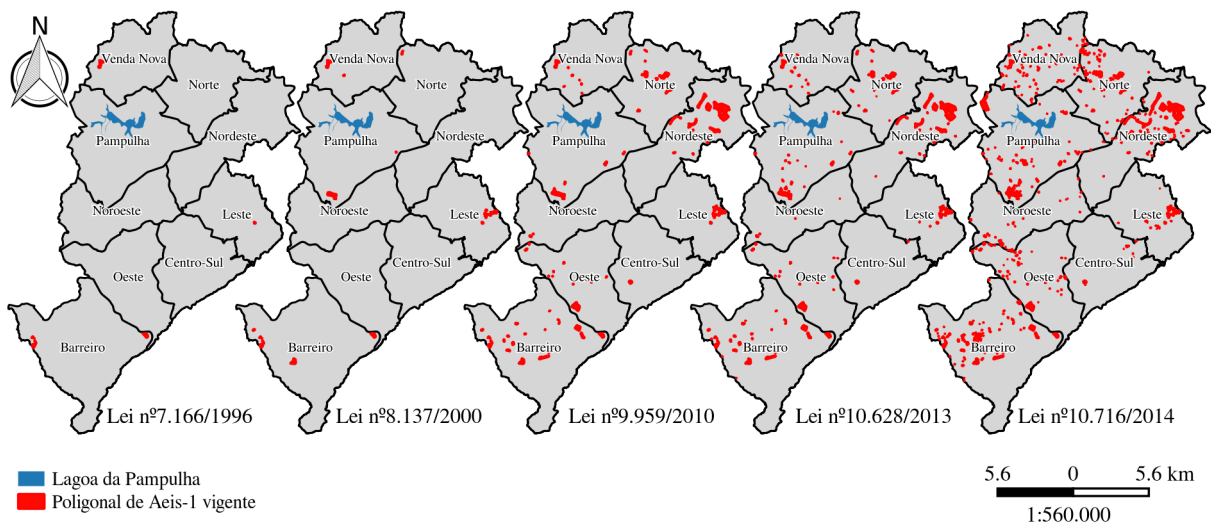 N
Venda Nova
Norte
Nordeste
Pampulha
Noroeste
Leste
Oeste
Centro-Sul
Barreiro
Lei nº7.166/1996
Venda Nova
Norte
Nordeste
Pampulha
Noroeste
Leste
Oeste
Centro-Sul
Barreiro
Lei nº8.137/2000
Venda Nova
Norte
Nordeste
Pampulha
Noroeste
Leste
Oeste
Centro-Sul
Barreiro
Lei nº9.959/2010
Venda Nova
Norte
Nordeste
Pampulha
Noroeste
Leste
Oeste
Centro-Sul
Barreiro
Lei nº10.628/2013
Venda Nova
Norte
Nordeste
Pampulha
Noroeste
Leste
Oeste
Centro-Sul
Barreiro
Lei nº10.716/2014
Lagoa da Pampulha
Poligonal de Aeis-1 vigente
5.6 0 5.6 km
1:560.000